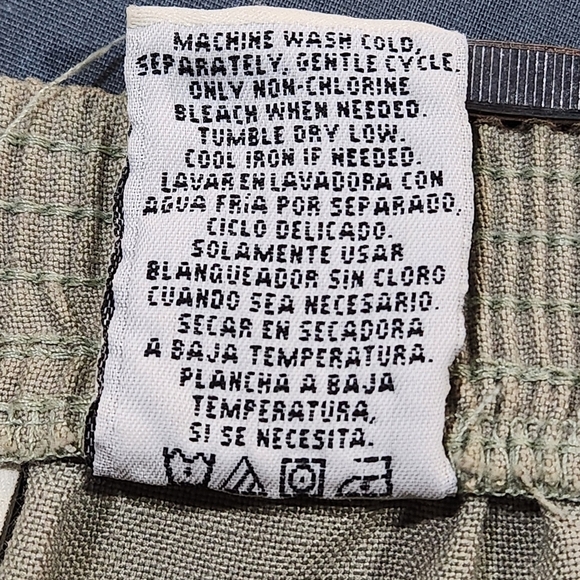 MACHINE WASH COLD,
SEPARATELY, GENTLE CYCLE.
ONLY NON-CHLORINE
BLEACH WHEN NEEDED.
TUMBLE DRY LOW.
COOL IRON IF NEEDED.
LAVAR EN LAVADORA CON
AGUA FRíA POR SEPARADO,
CICLO DELICADO.
SOLAMENTE USAR
BLANQUEADOR SIN CLORO
CUANDO SEA NECESARIO.
SECAR EN SECADORA
A BAJA TEMPERATURA.
PLANCHA A BAJA
TEMPERATURA,
SI SE NECESITA.